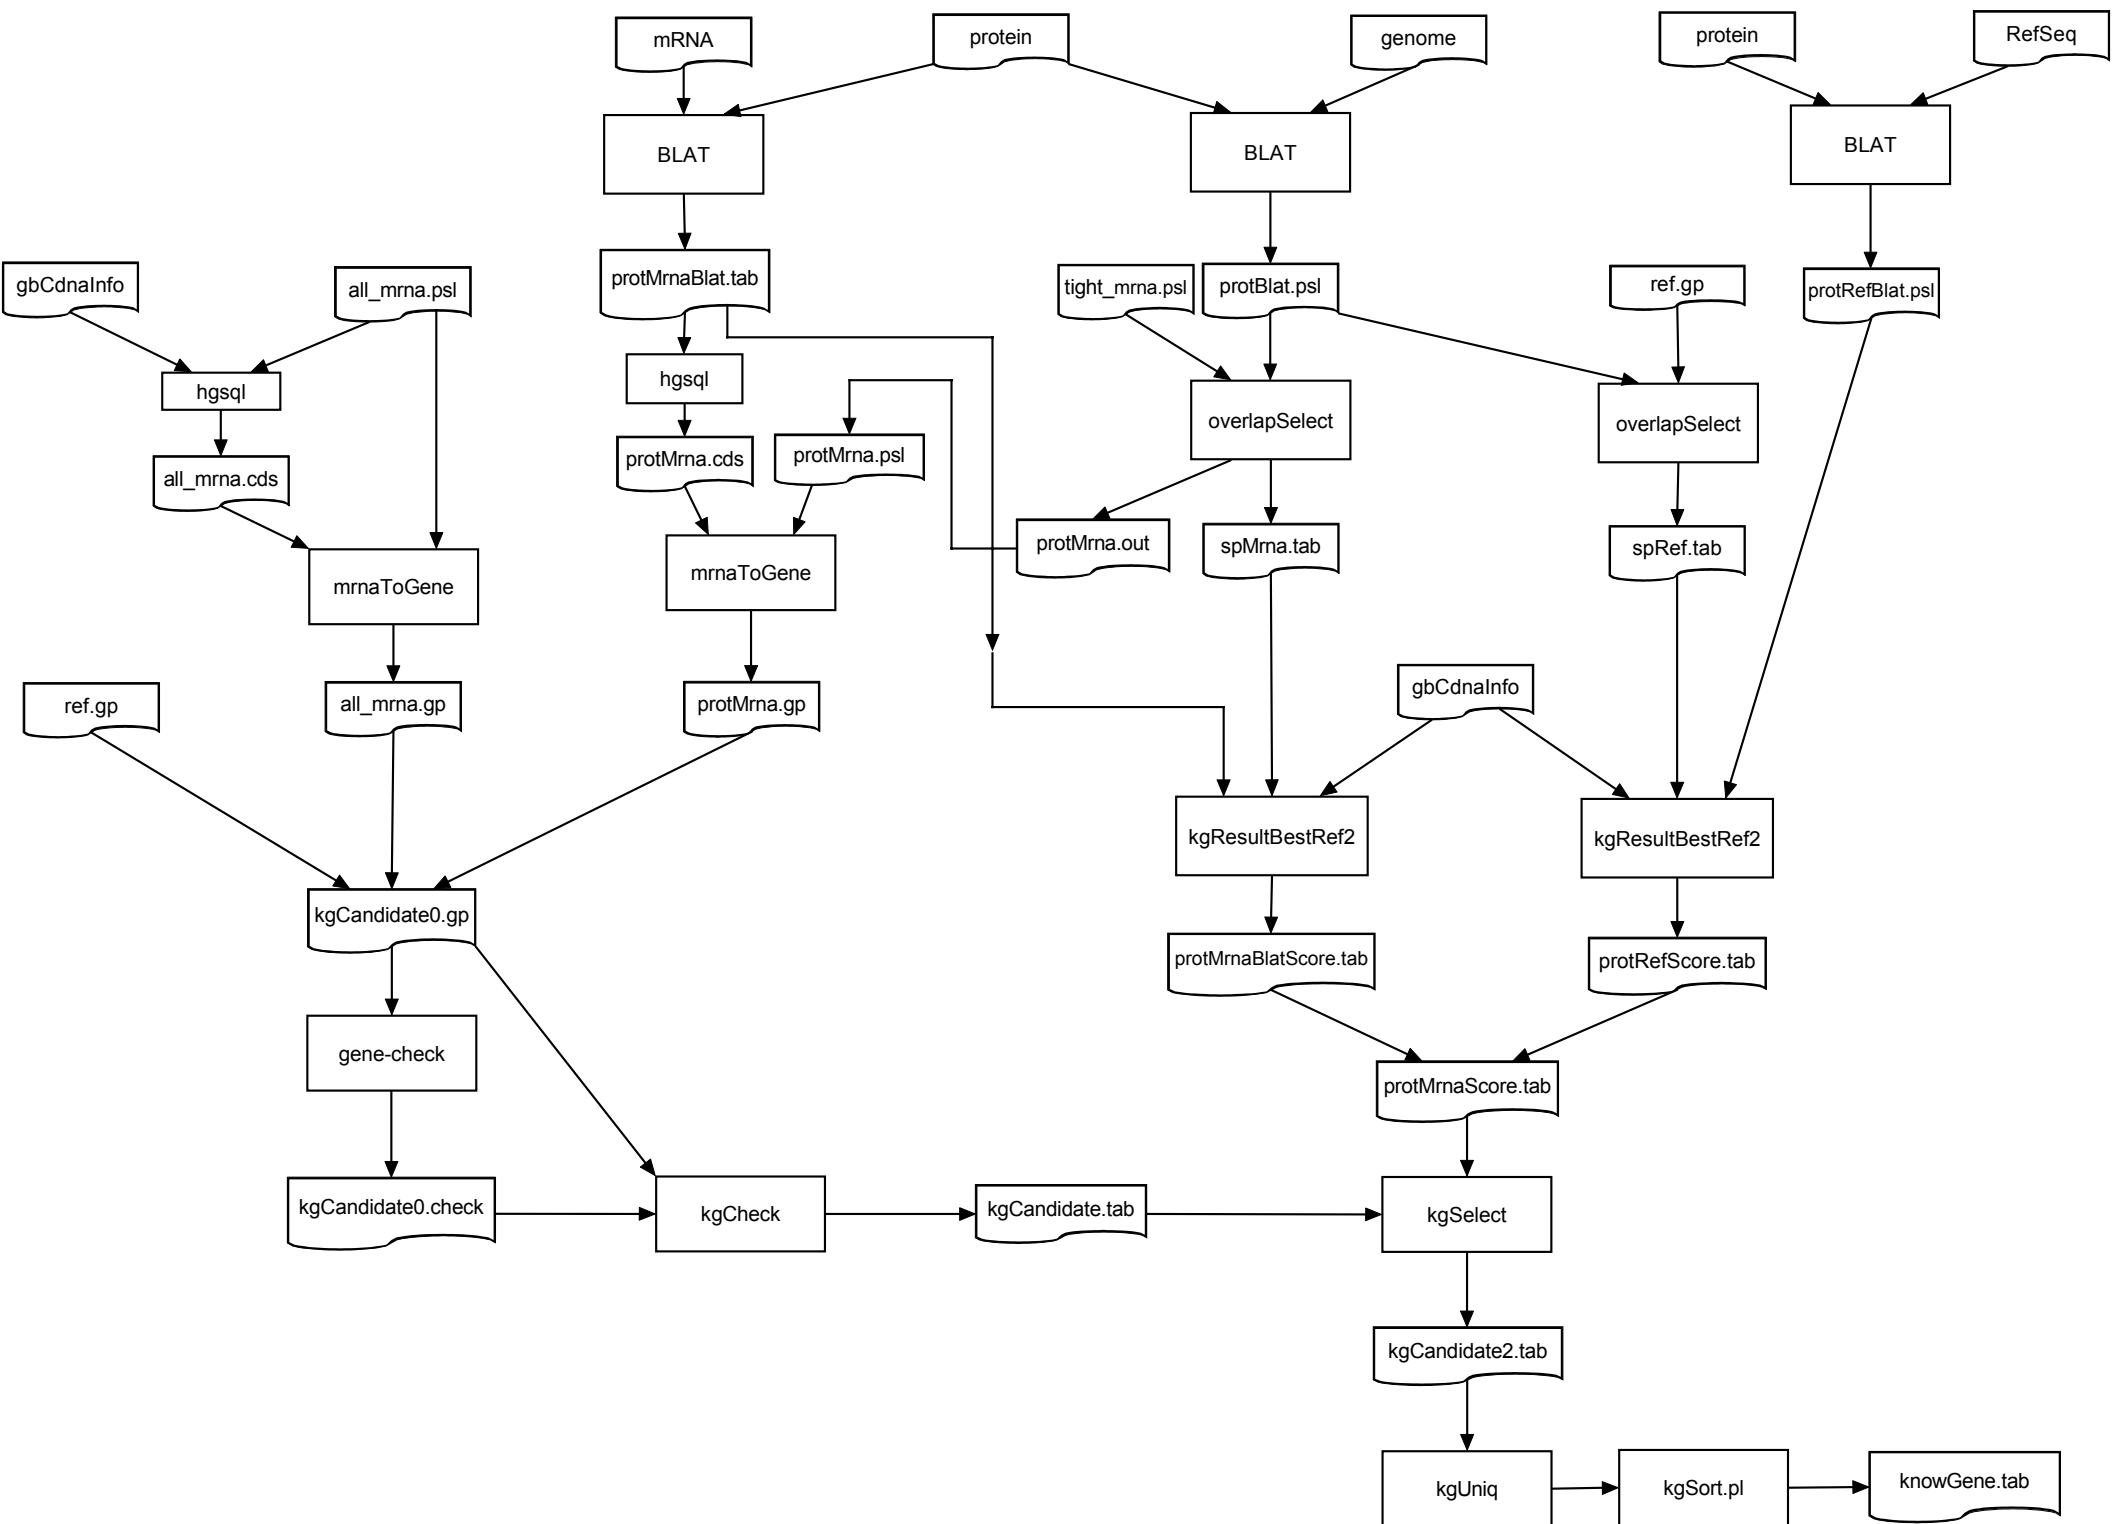 mRNA
protein
genome
protein
RefSeq
BLAT
BLAT
BLAT
gbCdnaInfo
all_mrna.psl
protMrnaBlat.tab
tight_mrna.psl
protBlat.psl
ref.gp
protRefBlat.psl
hgsql
hgsql
overlapSelect
overlapSelect
all_mrna.cds
protMrna.cds
protMrna.psl
protMrna.out
spMrna.tab
spRef.tab
mrnaToGene
mrnaToGene
ref.gp
all_mrna.gp
protMrna.gp
gbCdnaInfo
kgResultBestRef2
kgResultBestRef2
kgCandidate0.gp
protMrnaBlatScore.tab
protRefScore.tab
gene-check
protMrnaScore.tab
kgCandidate0.check
kgCheck
kgCandidate.tab
kgSelect
kgCandidate2.tab
kgUniq
kgSort.pl
knowGene.tab